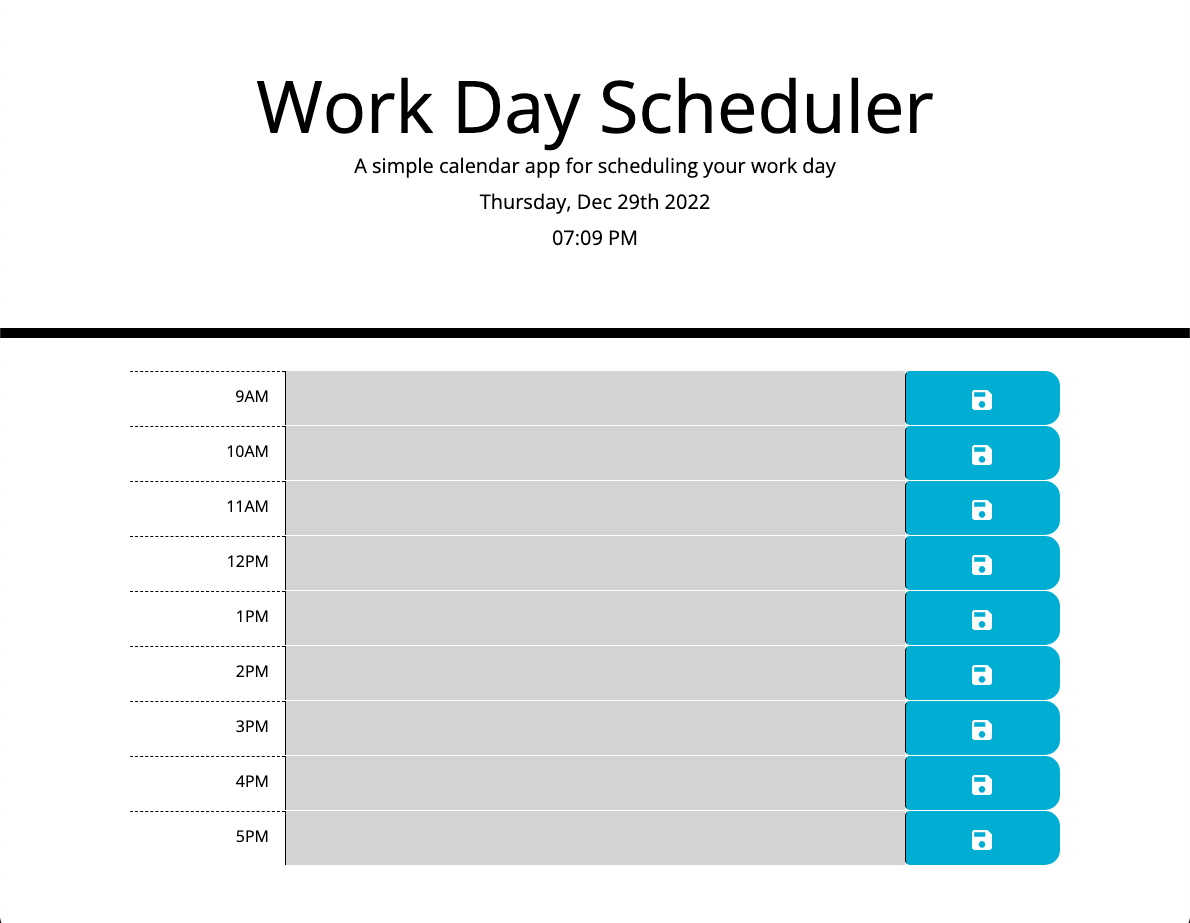 Work Day Scheduler
A simple calendar app for scheduling your work day
Thursday, Dec 29th 2022
07:09 PM
9AM
10AM
11AM
12PM
1PM
2PM
3PM
4PM
5PM